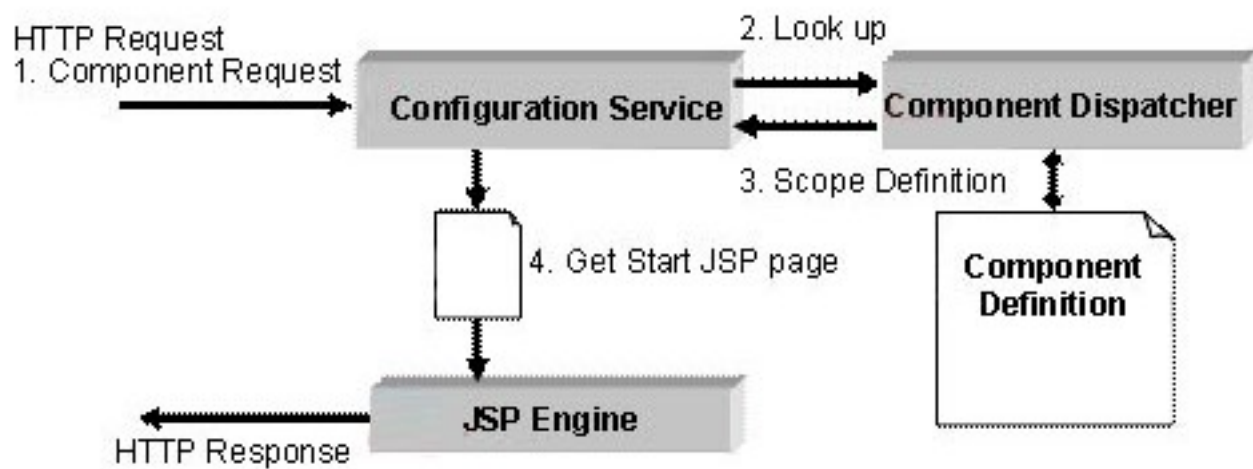 HTTP Request
1. Component Request
2. Look up
Configuration Service
Component Dispatcher
3. Scope Definition
4. Get Start JSP page
Component
Definition
JSP Engine
HTTP Response